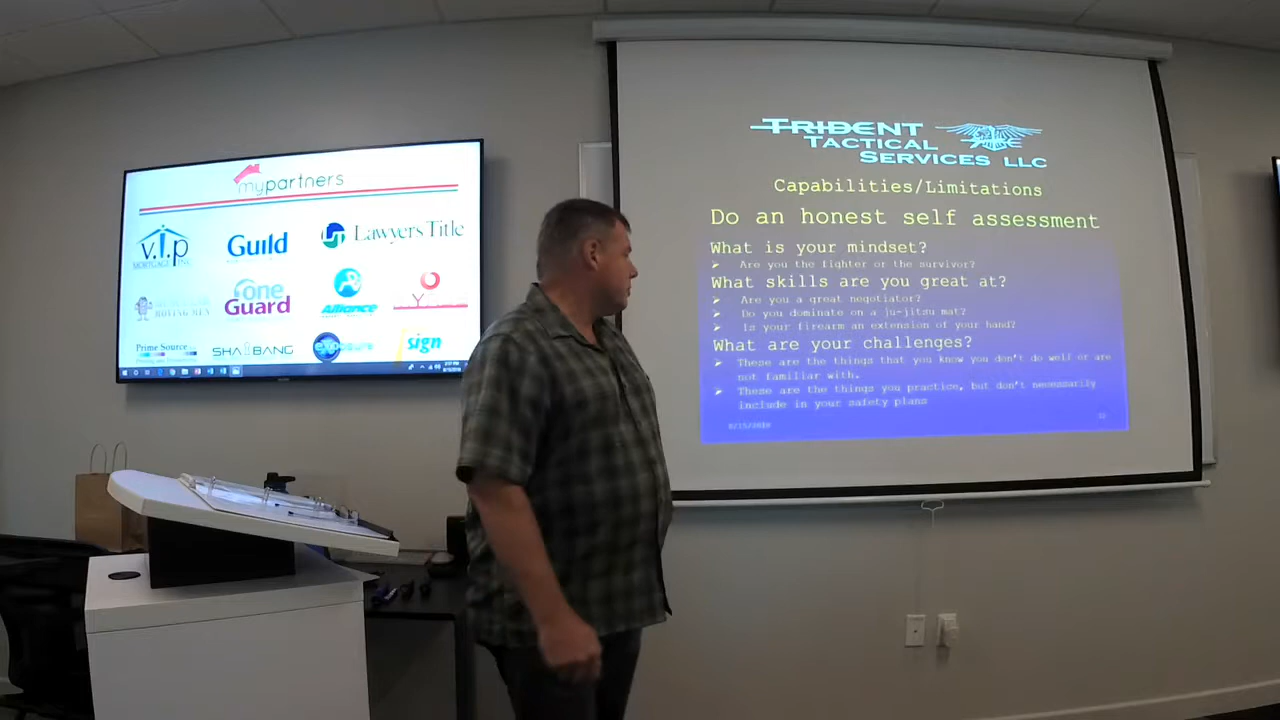 mypartners
v.i.p
MORTGAGE INC
Guild
Lawyers Title
one
Guard
Alliance
Prime Source
SHA BANG
sign
TRIDENT
TACTICAL
SERVICES LLC
Capabilities/Limitations
Do an honest self assessment
What is your mindset?
➢ Are you the fighter or the survivor?
What skills are you great at?
➢ Are you a great negotiator?
➢ Do you dominate on a ju-jitsu mat?
➢ Is your firearm an extension of your hand?
What are your challenges?
➢ These are the things that you know you don't do well or are
not familiar with.
➢ These are the things you practice, but don't necessarily
include in your safety plans